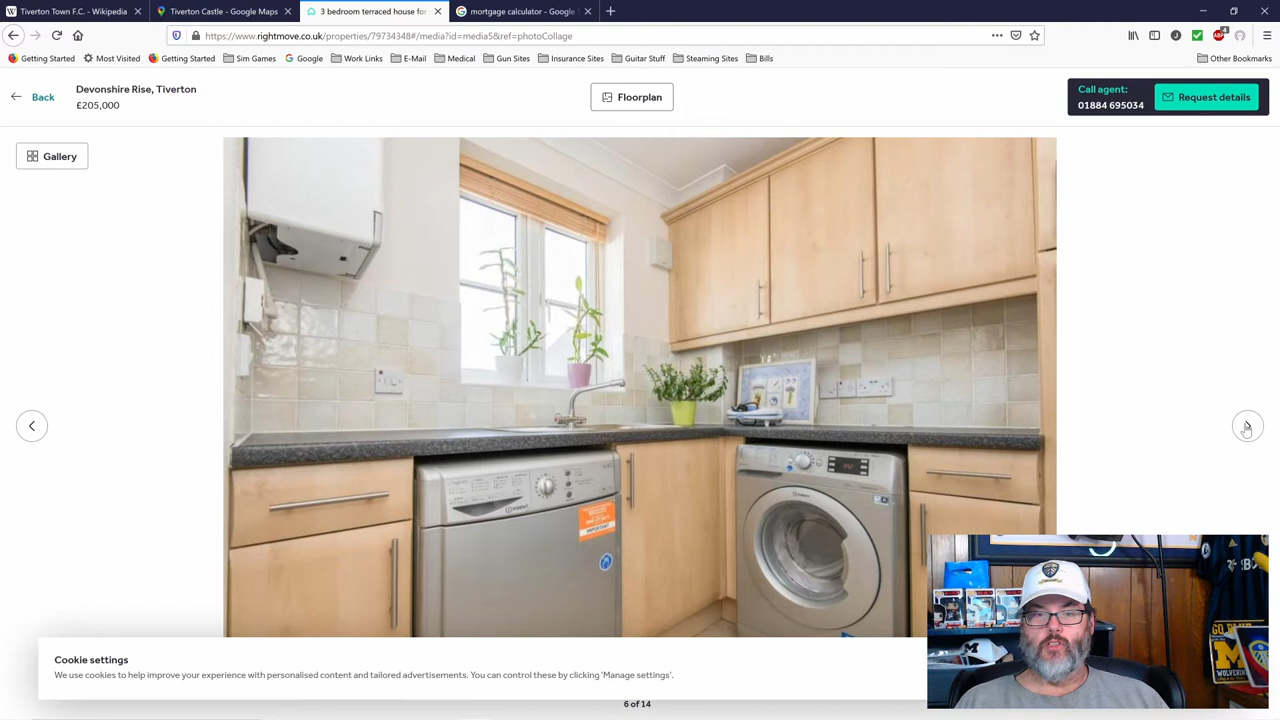 Tiverton Town F.C. - Wikipedia
Tiverton Castle - Google Maps
3 bedroom terraced house for
mortgage calculator - Google S
https://www.rightmove.co.uk/properties/79734348#/media?id=media5&ref=photoCollage
Getting Started
Most Visited
Getting Started
Sim Games
Google
Work Links
E-Mail
Medical
Gun Sites
Insurance Sites
Guitar Stuff
Steaming Sites
Bills
Other Bookmarks
Back
Devonshire Rise, Tiverton
£205,000
Floorplan
Call agent:
01884 695034
Request details
Gallery
Cookie settings
We use cookies to help improve your experience with personalised content and tailored advertisements. You can control these by clicking 'Manage settings'.
6 of 14
GO BLUE
M